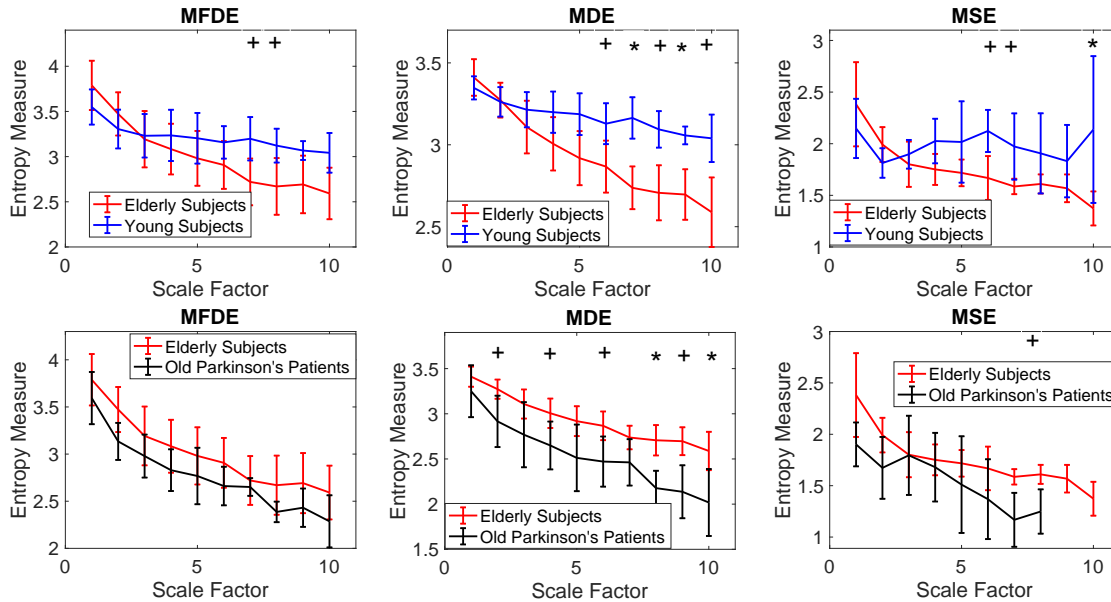 MFDE
MDE
MSE
4
3.5
3
2.5
2
Entropy Measure
Elderly Subjects
Young Subjects
0
5
10
Scale Factor
3.5
3
2.5
Entropy Measure
Elderly Subjects
Young Subjects
0
5
10
Scale Factor
3
2.5
2
1.5
1
Entropy Measure
Elderly Subjects
Young Subjects
0
5
10
Scale Factor
MFDE
MDE
MSE
4
3.5
3
2.5
2
Entropy Measure
Elderly Subjects
Old Parkinson's Patients
0
5
10
Scale Factor
4
3.5
3
2.5
2
1.5
Entropy Measure
Elderly Subjects
Old Parkinson's Patients
0
5
10
Scale Factor
3
2.5
2
1.5
1
Entropy Measure
Elderly Subjects
Old Parkinson's Patients
0
5
10
Scale Factor